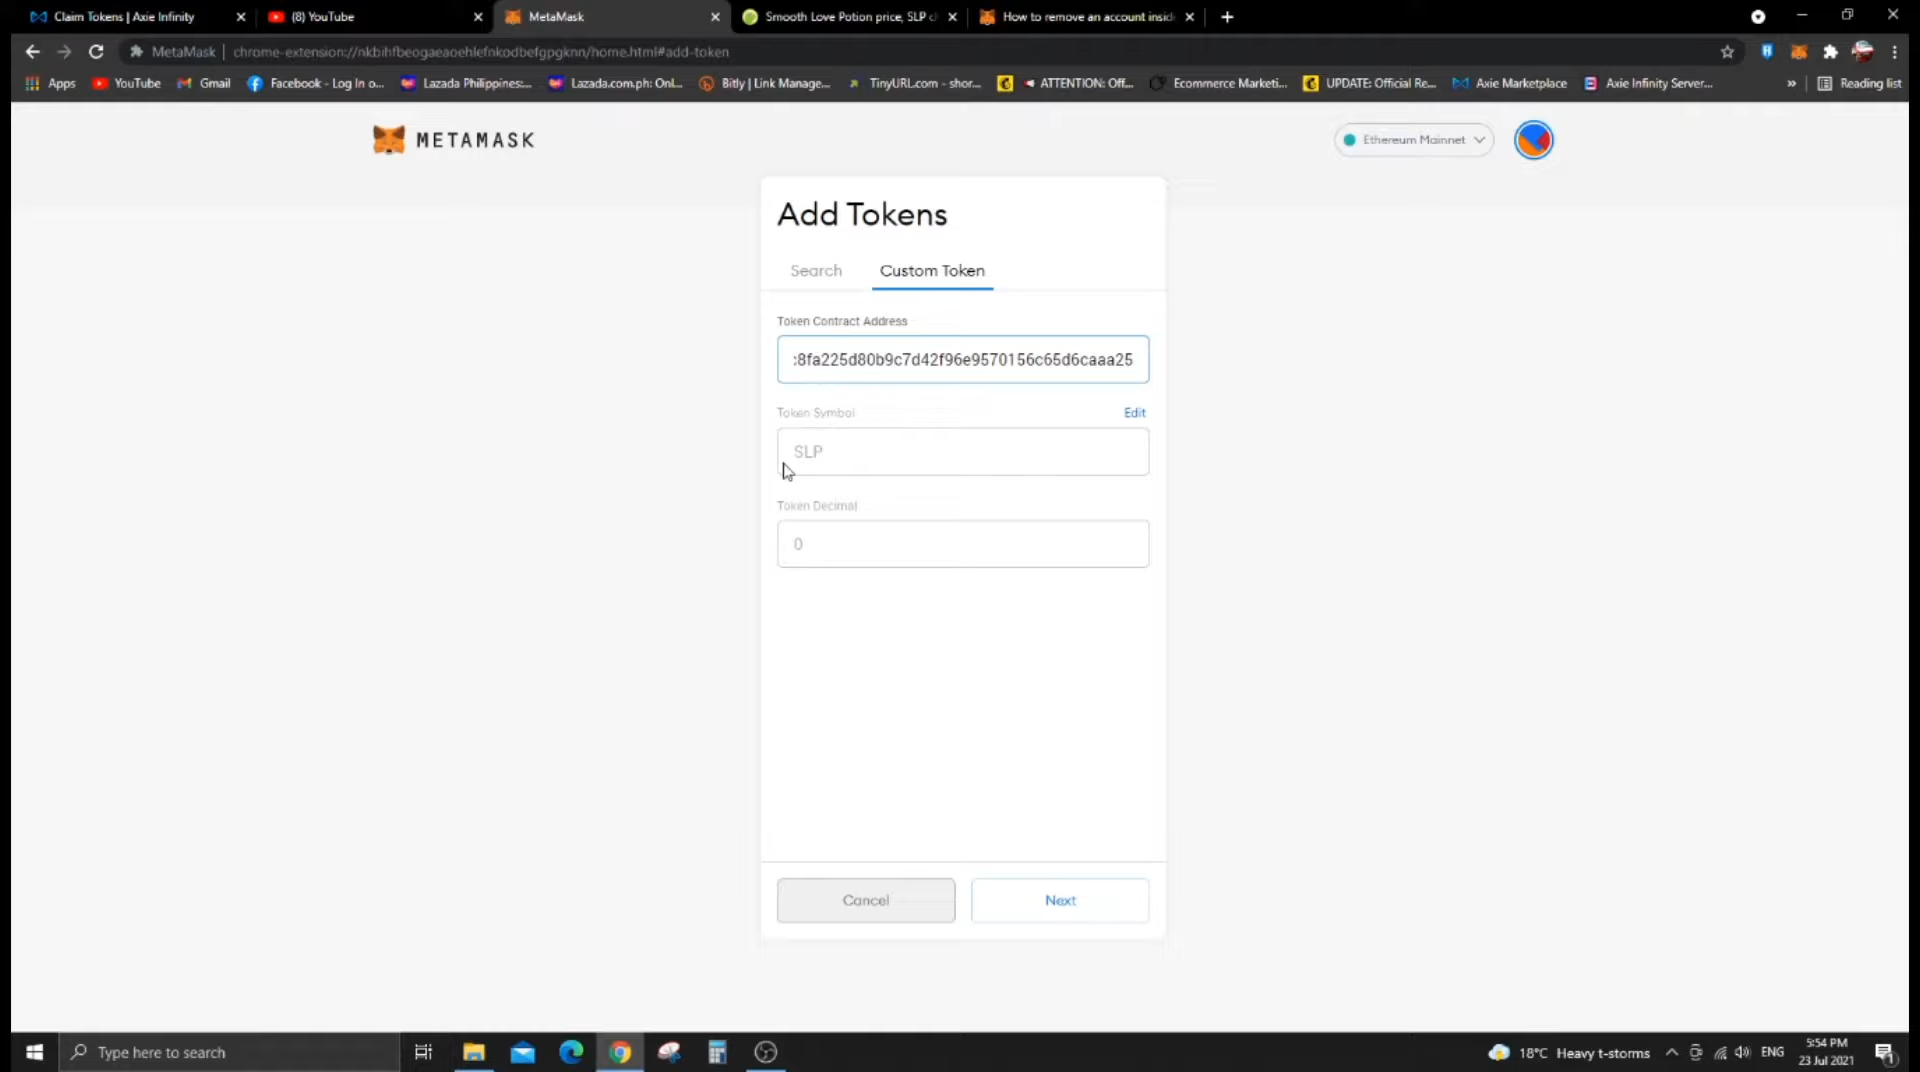 Claim Tokens | Axie Infinity
(8) YouTube
MetaMask
Smooth Love Potion price, SLP c
How to remove an account insid
MetaMask | chrome-extension://nkbihfbeogaeaoehlefnkodbefgpgknn/home.html#add-token
Apps
YouTube
Gmail
Facebook - Log In o...
Lazada Philippines:...
Lazada.com.ph: Onl...
Bitly | Link Manage...
TinyURL.com - shor...
ATTENTION: Off...
Ecommerce Marketi...
UPDATE: Official Re...
Axie Marketplace
Axie Infinity Server...
»
Reading list
METAMASK
Ethereum Mainnet
Add Tokens
Search
Custom Token
Token Contract Address
:8fa225d80b9c7d42f96e9570156c65d6caaa25
Token Symbol
Edit
SLP
Token Decimal
0
Cancel
Next
Type here to search
18°C Heavy t-storms
ENG
5:54 PM
23 Jul 2021
1